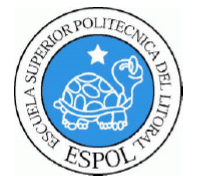 ESCUELA SUPERIOR POLITECNICA DEL LITORAL
ESPOL